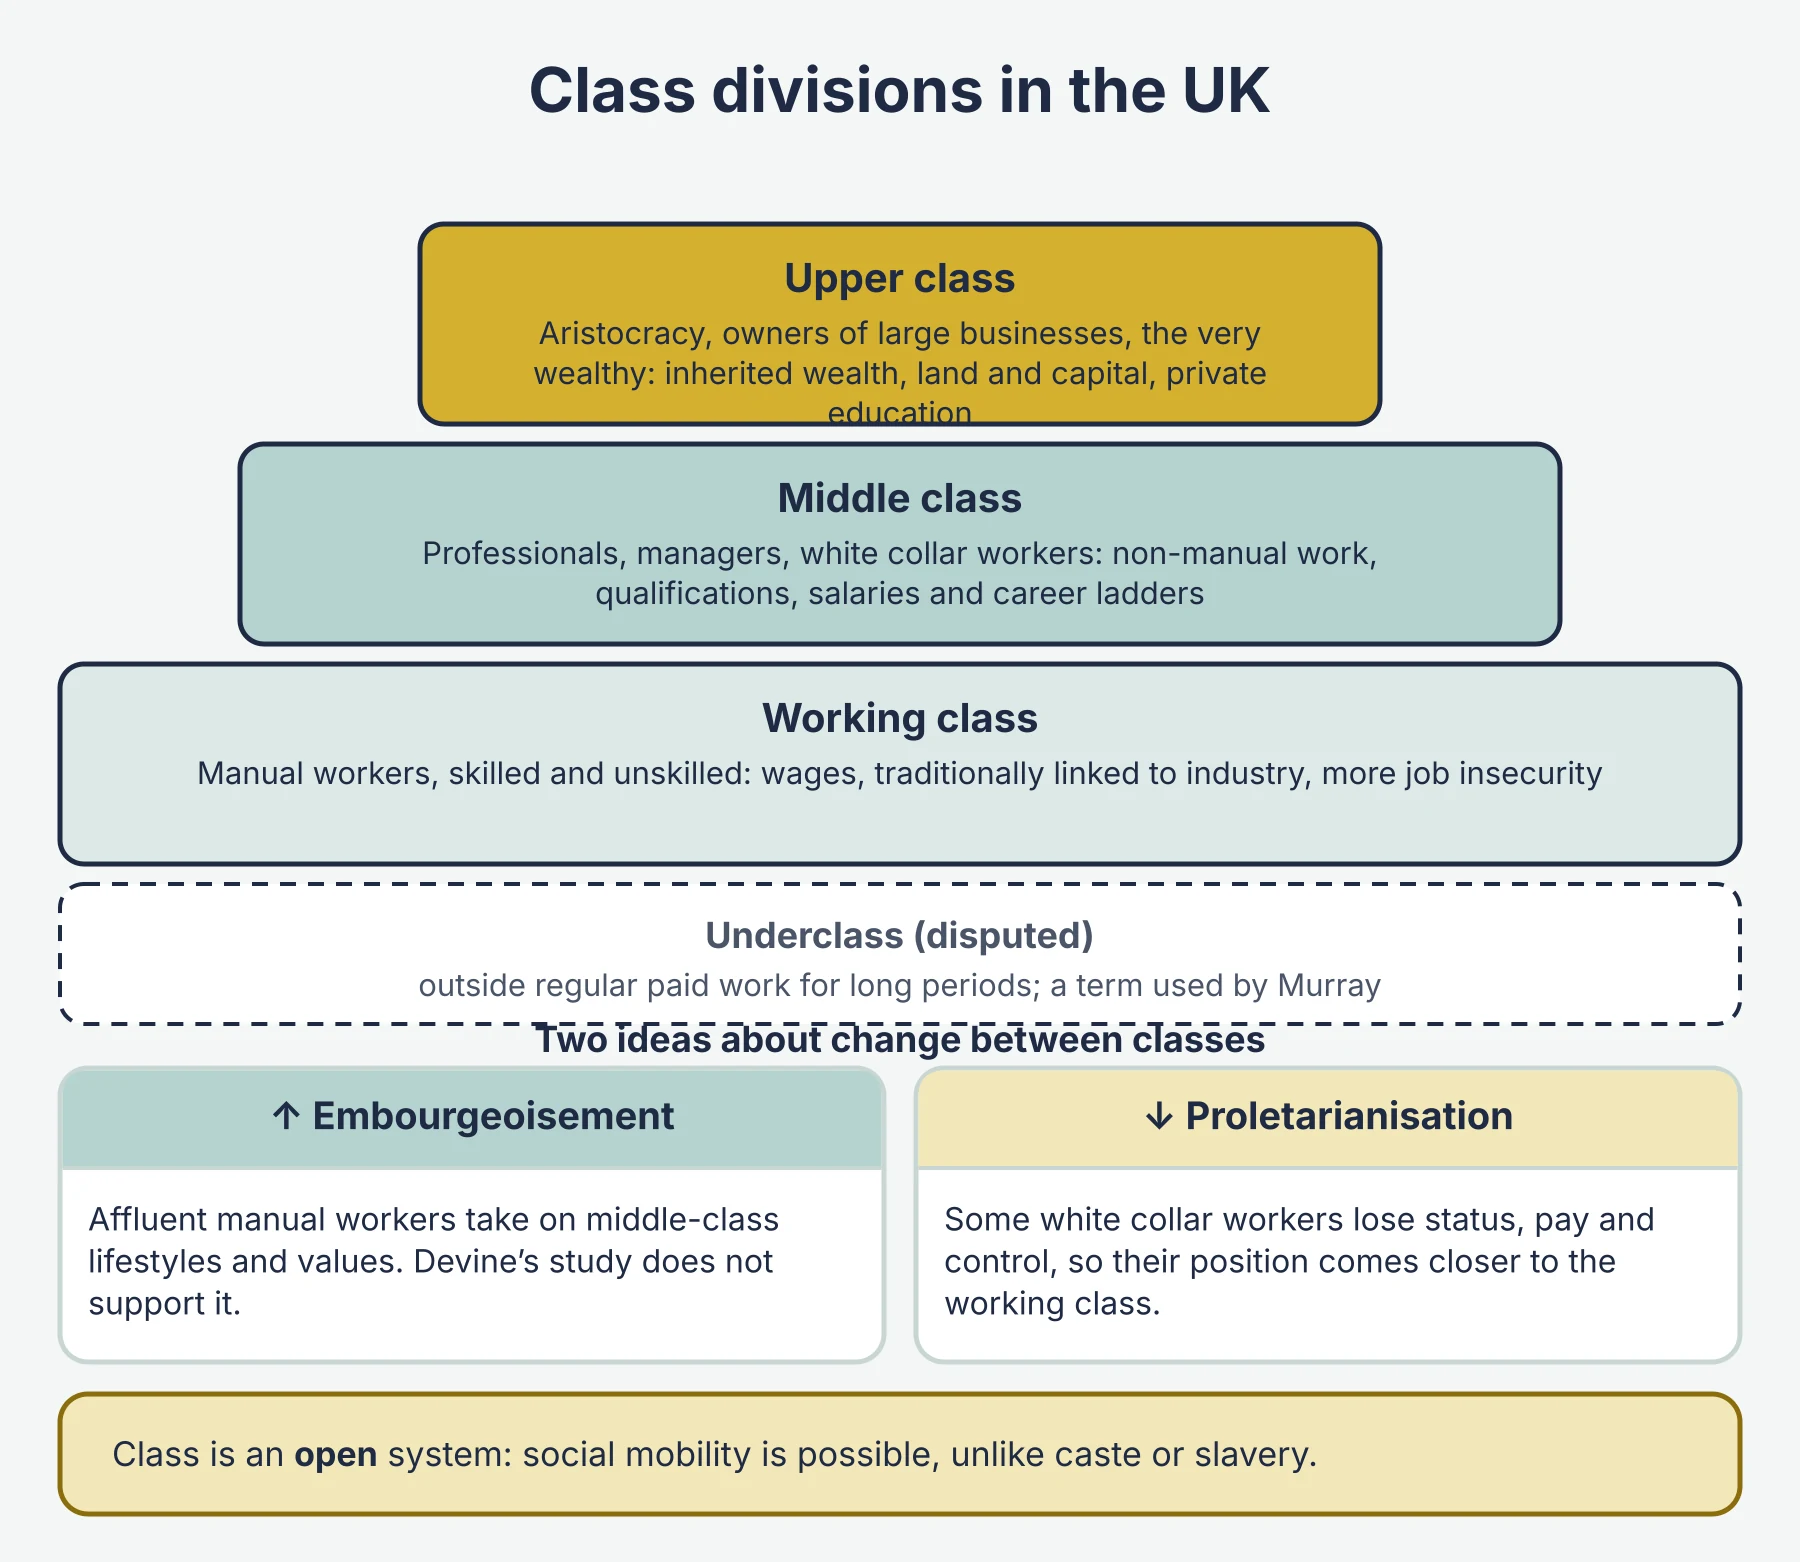 Class divisions in the UK
Upper class
Aristocracy, owners of large businesses, the very
wealthy: inherited wealth, land and capital, private
education
Middle class
Professionals, managers, white collar workers: non-manual work,
qualifications, salaries and career ladders
Working class
Manual workers, skilled and unskilled: wages, traditionally linked to industry, more job insecurity
Underclass (disputed)
outside regular paid work for long periods; a term used by Murray
Two ideas about change between classes
↑ Embourgeoisement
Affluent manual workers take on middle-class
lifestyles and values. Devine’s study does not
support it.
↓ Proletarianisation
Some white collar workers lose status, pay and
control, so their position comes closer to the
working class.
Class is an open system: social mobility is possible, unlike caste or slavery.